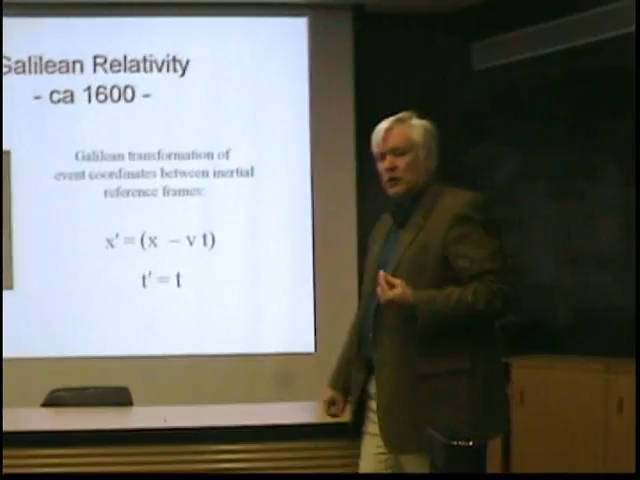 Galilean Relativity
- ca 1600 -
Galilean transformation of
event coordinates between inertial
reference frames:
x' = (x - v t)
t' = t